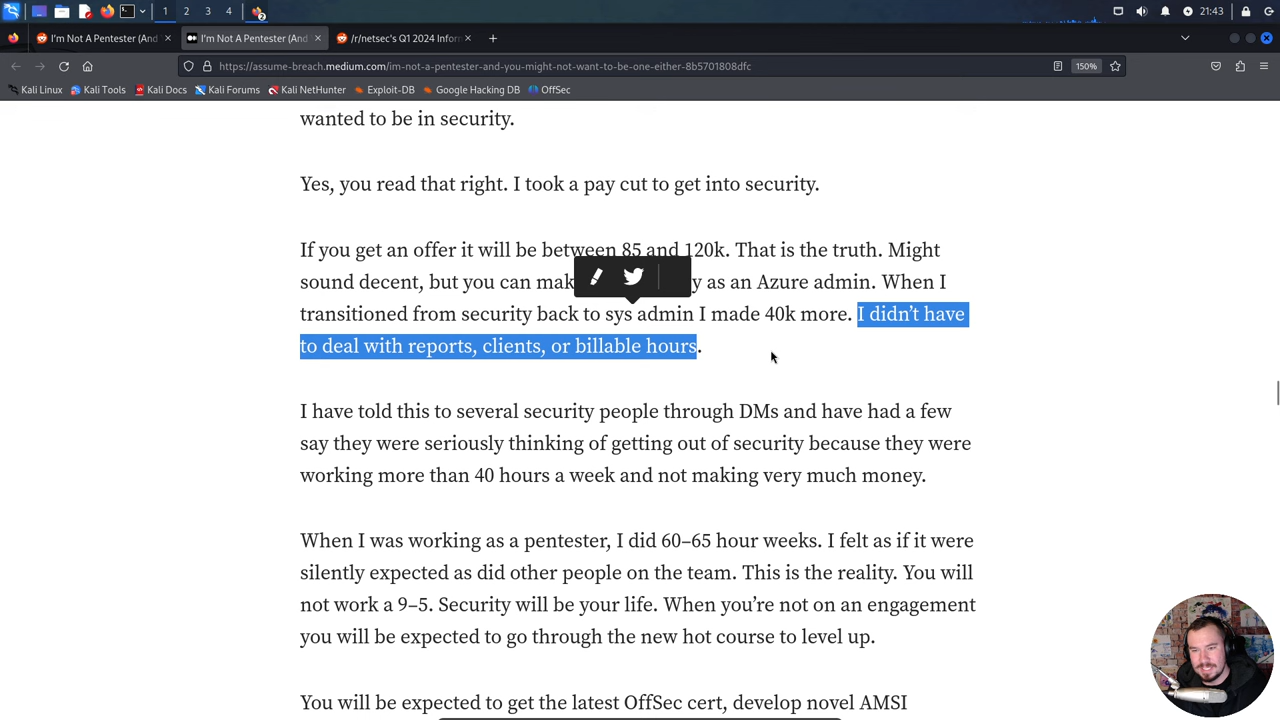 1 2 3 4 2 21:43
I'm Not A Pentester (And × I'm Not A Pentester (And × /r/netsec's Q1 2024 Infor × +
https://assume-breach.medium.com/im-not-a-pentester-and-you-might-not-want-to-be-one-either-8b5701808dfc 150%
Kali Linux Kali Tools Kali Docs Kali Forums Kali NetHunter Exploit-DB Google Hacking DB OffSec
wanted to be in security.
Yes, you read that right. I took a pay cut to get into security.
If you get an offer it will be between 85 and 120k. That is the truth. Might
sound decent, but you can mak y as an Azure admin. When I
transitioned from security back to sys admin I made 40k more. I didn't have
to deal with reports, clients, or billable hours.
I have told this to several security people through DMs and have had a few
say they were seriously thinking of getting out of security because they were
working more than 40 hours a week and not making very much money.
When I was working as a pentester, I did 60–65 hour weeks. I felt as if it were
silently expected as did other people on the team. This is the reality. You will
not work a 9–5. Security will be your life. When you're not on an engagement
you will be expected to go through the new hot course to level up.
You will be expected to get the latest OffSec cert, develop novel AMSI